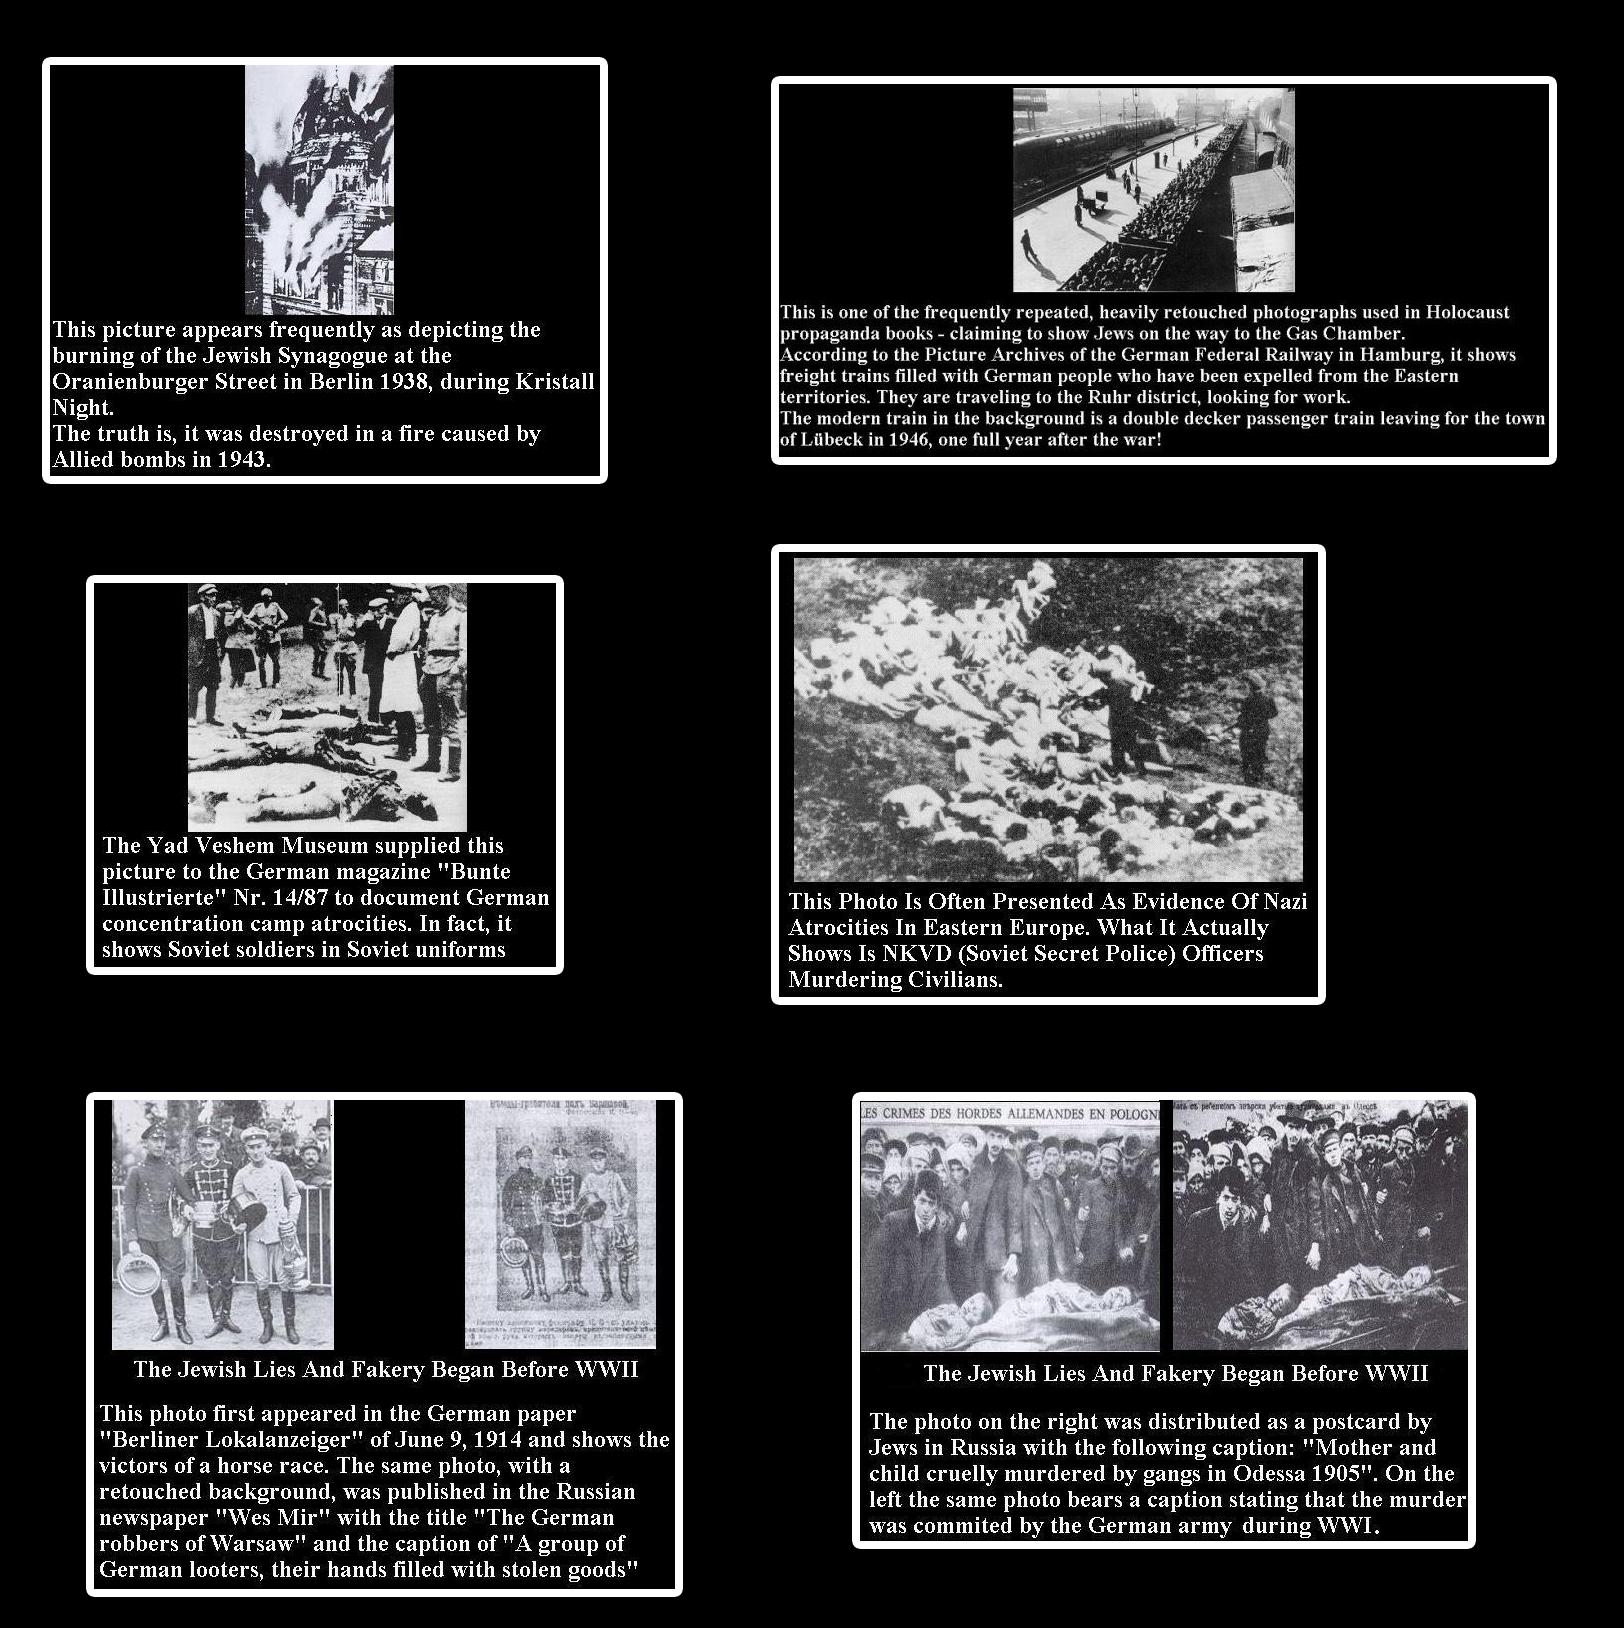 This picture appears frequently as depicting the
burning of the Jewish Synagogue at the
Oranienburger Street in Berlin 1938, during Kristall
Night.
The truth is, it was destroyed in a fire caused by
Allied bombs in 1943.
This is one of the frequently repeated, heavily retouched photographs used in Holocaust
propaganda books - claiming to show Jews on the way to the Gas Chamber.
According to the Picture Archives of the German Federal Railway in Hamburg, it shows
freight trains filled with German people who have been expelled from the Eastern
territories. They are traveling to the Ruhr district, looking for work.
The modern train in the background is a double decker passenger train leaving for the town
of Lübeck in 1946, one full year after the war!
The Yad Veshem Museum supplied this
picture to the German magazine "Bunte
Illustrierte" Nr. 14/87 to document German
concentration camp atrocities. In fact, it
shows Soviet soldiers in Soviet uniforms
This Photo Is Often Presented As Evidence Of Nazi
Atrocities In Eastern Europe. What It Actually
Shows Is NKVD (Soviet Secret Police) Officers
Murdering Civilians.
The Jewish Lies And Fakery Began Before WWII
This photo first appeared in the German paper
"Berliner Lokalanzeiger" of June 9, 1914 and shows the
victors of a horse race. The same photo, with a
retouched background, was published in the Russian
newspaper "Wes Mir" with the title "The German
robbers of Warsaw" and the caption of "A group of
German looters, their hands filled with stolen goods"
LES CRIMES DES HORDES ALLEMANDES EN POLOGN
The Jewish Lies And Fakery Began Before WWII
The photo on the right was distributed as a postcard by
Jews in Russia with the following caption: "Mother and
child cruelly murdered by gangs in Odessa 1905". On the
left the same photo bears a caption stating that the murder
was commited by the German army during WWI.